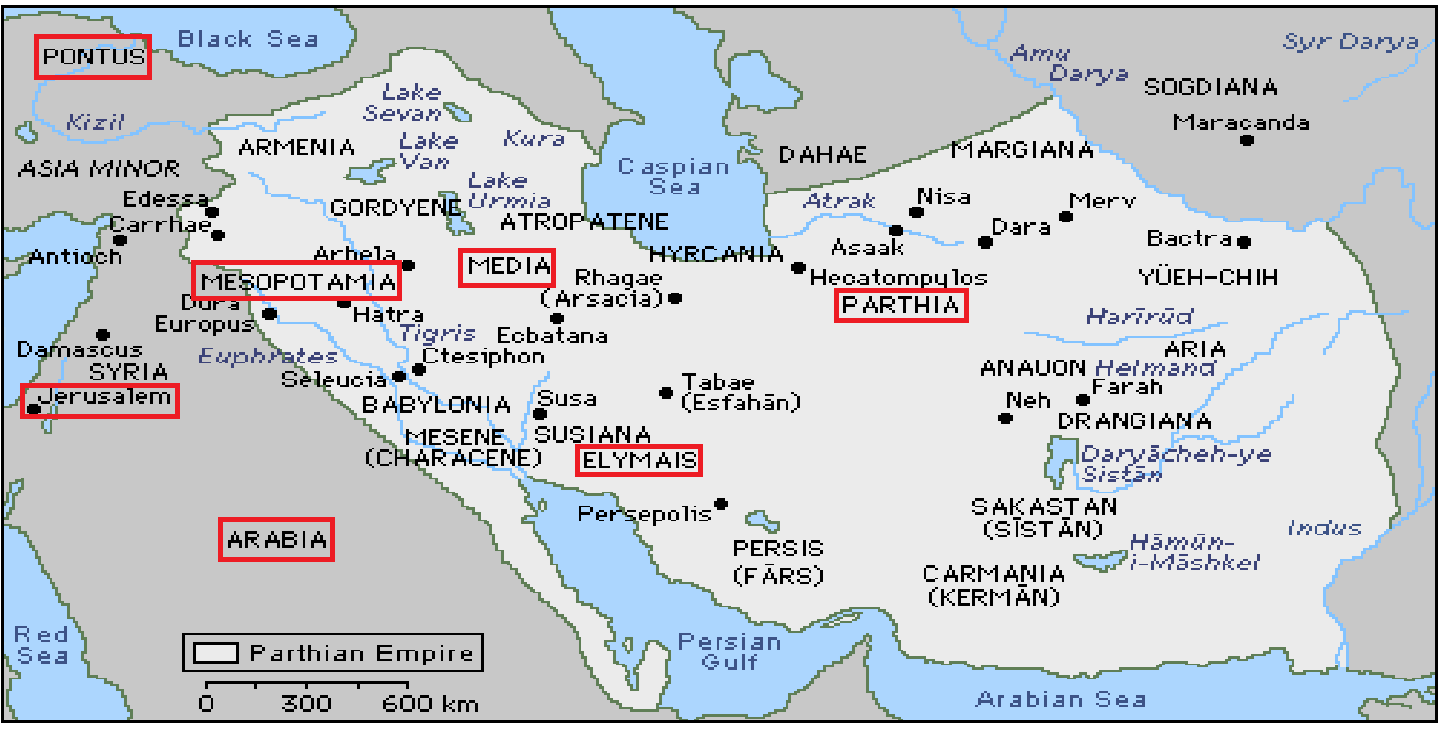 PONTUS
Black Sea
Amu
Darya
Syr Darya
SOGDIANA
Lake
Sevan
Kizil
Kura
Maracanda
ARMENIA
Lake
Van
Caspian
Sea
DAHAE
MARGIANA
ASIA MINOR
Lake
Urmia
Edessa
GORDYENE
ATROPATENE
Atrak
Nisa
Merv
Carrhae
Dara
Antioch
Arbela
HYRCANIA
Asaak
Bactra
MESOPOTAMIA
MEDIA
Rhagae
(Arsacia)
Hecatompylos
YÜEH-CHIH
PARTHIA
Dura
Europus
Hatra
Tigris
Ecbatana
Harīrūd
Damascus
Euphrates
Ctesiphon
ARIA
SYRIA
Seleucia
ANAUON
Helmand
Jerusalem
BABYLONIA
Susa
Tabae
(Esfahān)
Neh
Farah
DRANGIANA
MESENE
(CHARACENE)
SUSIANA
ELYMAIS
Daryācheh-ye
Sīstān
Persepolis
SAKASTAN
(SĪSTĀN)
ARABIA
PERSIS
(FĀRS)
Hāmūn-
i-Māshkel
Indus
CARMANIA
(KERMĀN)
Red
Sea
Parthian Empire
Persian
Gulf
0 300 600 km
Arabian Sea